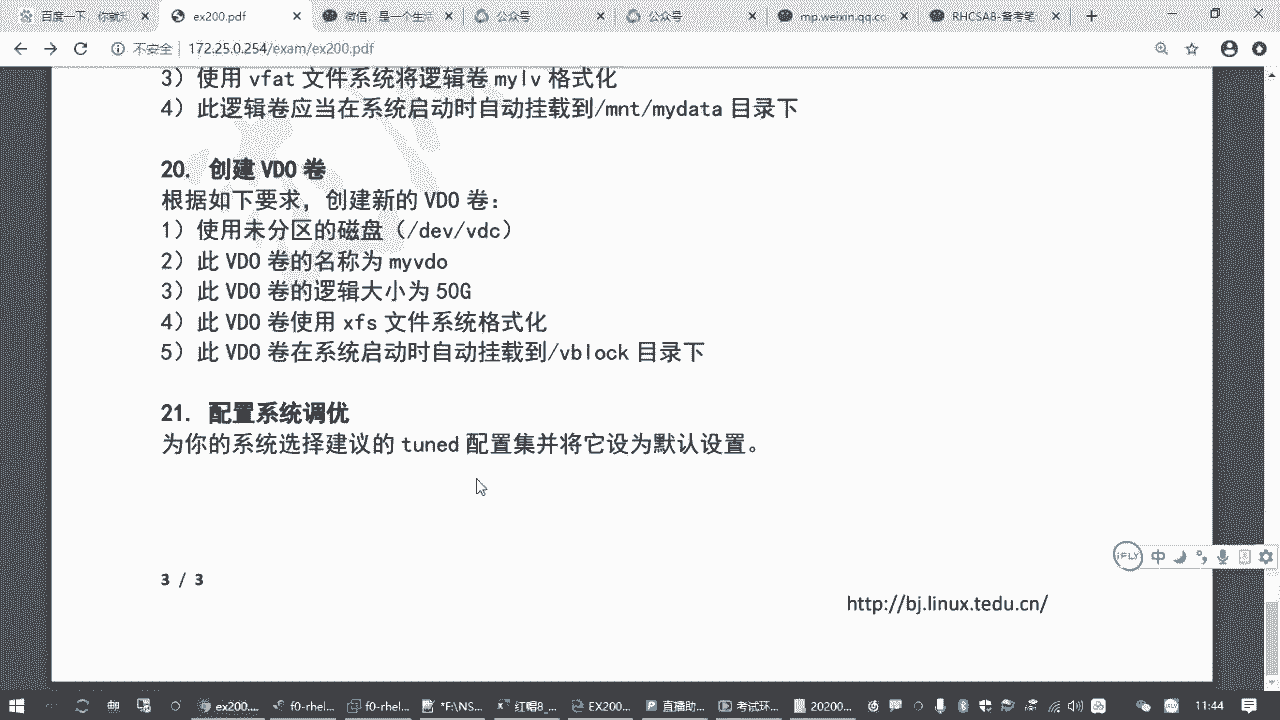 百度一下，你就
ex200.pdf
微信，是一个生活
公众号
公众号
mp.weixin.qq.co
RHCSA8-备考笔
不安全 172.25.0.254/exam/ex200.pdf
3）使用 vfat 文件系统将逻辑卷 mylv 格式化
4）此逻辑卷应当在系统启动时自动挂载到/mnt/mydata 目录下
20. 创建 VDO 卷
根据如下要求，创建新的 VDO 卷：
1）使用未分区的磁盘（/dev/vdc）
2）此 VDO 卷的名称为 myvdo
3）此 VDO 卷的逻辑大小为 50G
4）此 VDO 卷使用 xfs 文件系统格式化
5）此 VDO 卷在系统启动时自动挂载到/vblock 目录下
21. 配置系统调优
为你的系统选择建议的 tuned 配置集并将它设为默认设置。
iFLY 中
3 / 3
http://bj.linux.tedu.cn/
ex200....
f0-rhel...
f0-rhel...
*F:\NS...
红帽8_...
EX200...
直播助...
考试环...
20200...
11:44